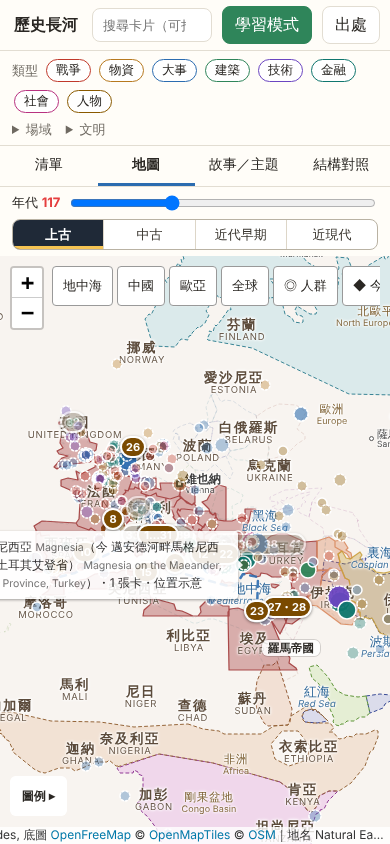 歷史長河
搜尋卡片（可打
學習模式
出處
類型
戰爭
物資
大事
建築
技術
金融
社會
人物
▶ 場域 ▶ 文明
清單
地圖
故事／主題
結構對照
年代 117
上古
中古
近代早期
近現代
+
−
地中海
中國
歐亞
全球
◎ 人群
◆ 今
芬蘭
FINLAND
挪威
NORWAY
北歐平
North Europe
愛沙尼亞
ESTONIA
歐洲
Europe
白俄羅斯
BELARUS
UNITED KINGDOM
26
波蘭
POLAND
烏克蘭
UKRAINE
維也納
Vienna
8
黑海
Black Sea
裏海
Caspian
尼西亞 Magnesia（今 邁安德河畔馬格尼西
土耳其艾登省） Magnesia on the Maeander,
Province, Turkey） · 1 張卡 · 位置示意
22
TURKEY
地中海
23
27 · 28
摩洛哥
MOROCCO
TUNISIA
利比亞
LIBYA
埃及
EGYPT
羅馬帝國
波斯
Persia
馬利
MALI
尼日
NIGER
查德
CHAD
蘇丹
SUDAN
紅海
Red Sea
加爾
EGAL
奈及利亞
NIGERIA
迦納
GHANA
衣索比亞
ETHIOPIA
非洲
Africa
加彭
GABON
剛果盆地
Congo Basin
肯亞
KENYA
坦尚尼亞
圖例 ▸
des, 底圖 OpenFreeMap © OpenMapTiles © OSM | 地名 Natural Ea...